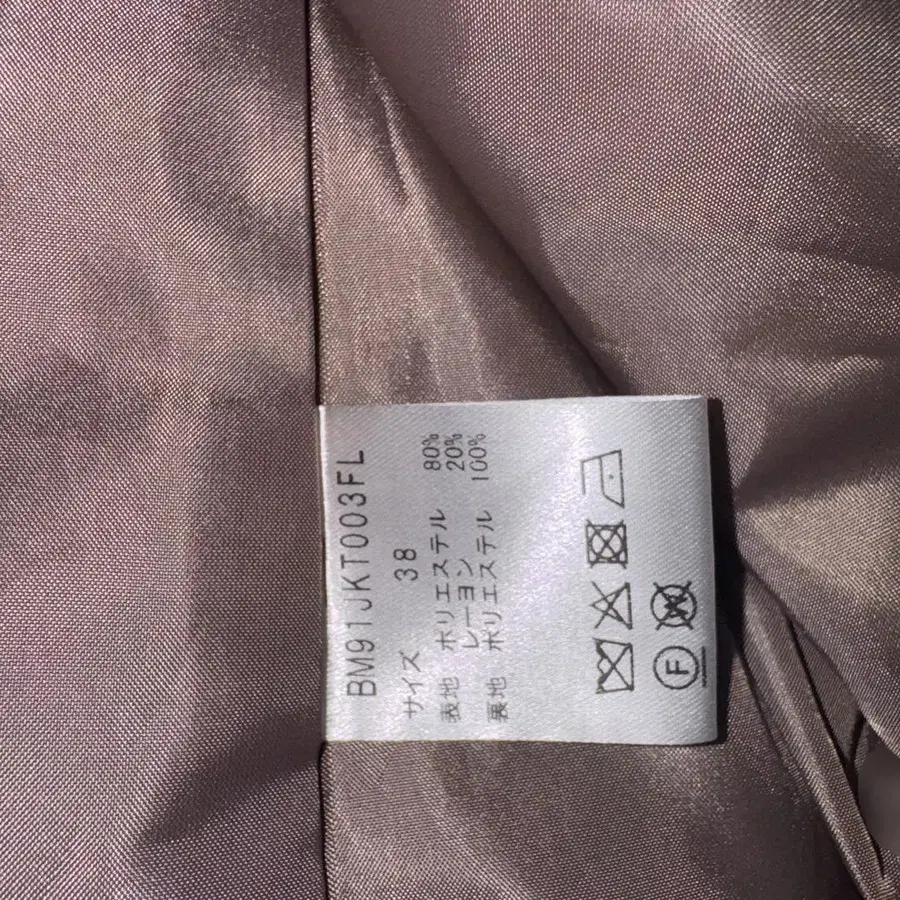 BM91JKT003FL
サイズ 38
表地 ポリエステル 80%
レーヨン 20%
裏地 ポリエステル 100%
W
F